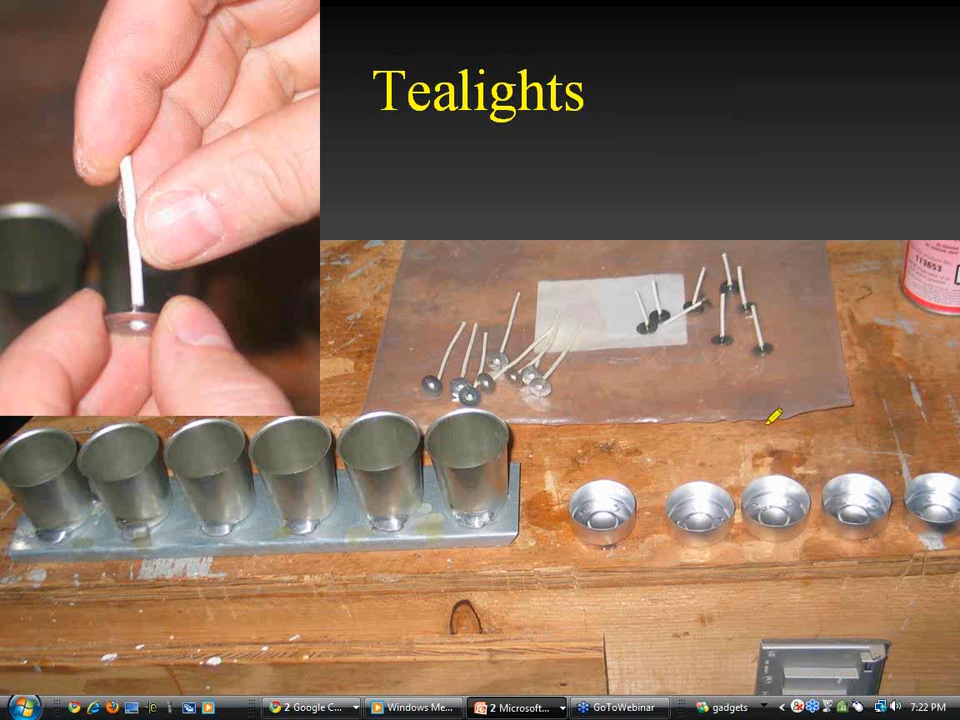 Tealights
113653
2 Google C...
Windows Me...
2 Microsoft...
GoToWebinar
gadgets
7:22 PM